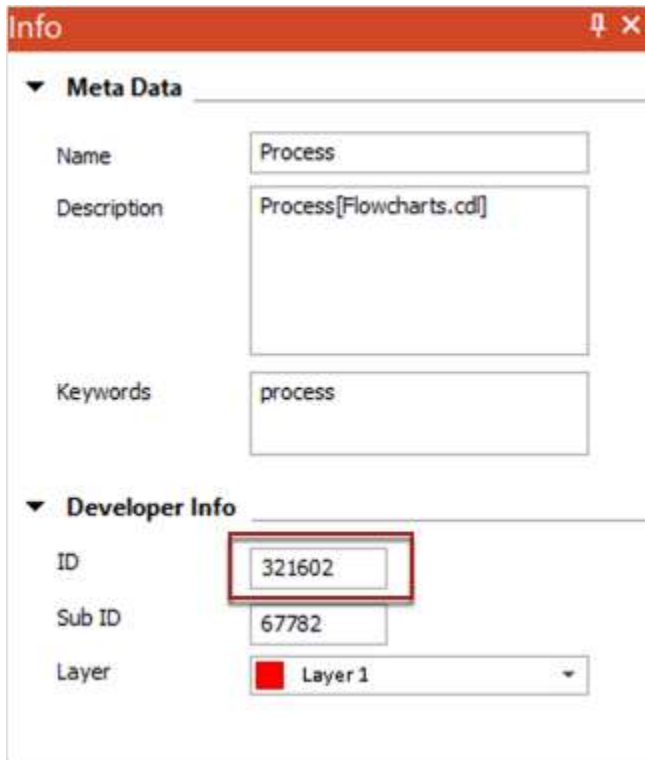 Info
Meta Data
Name Process
Description Process[Flowcharts.cdl]
Keywords process
Developer Info
ID 321602
Sub ID 67782
Layer Layer 1